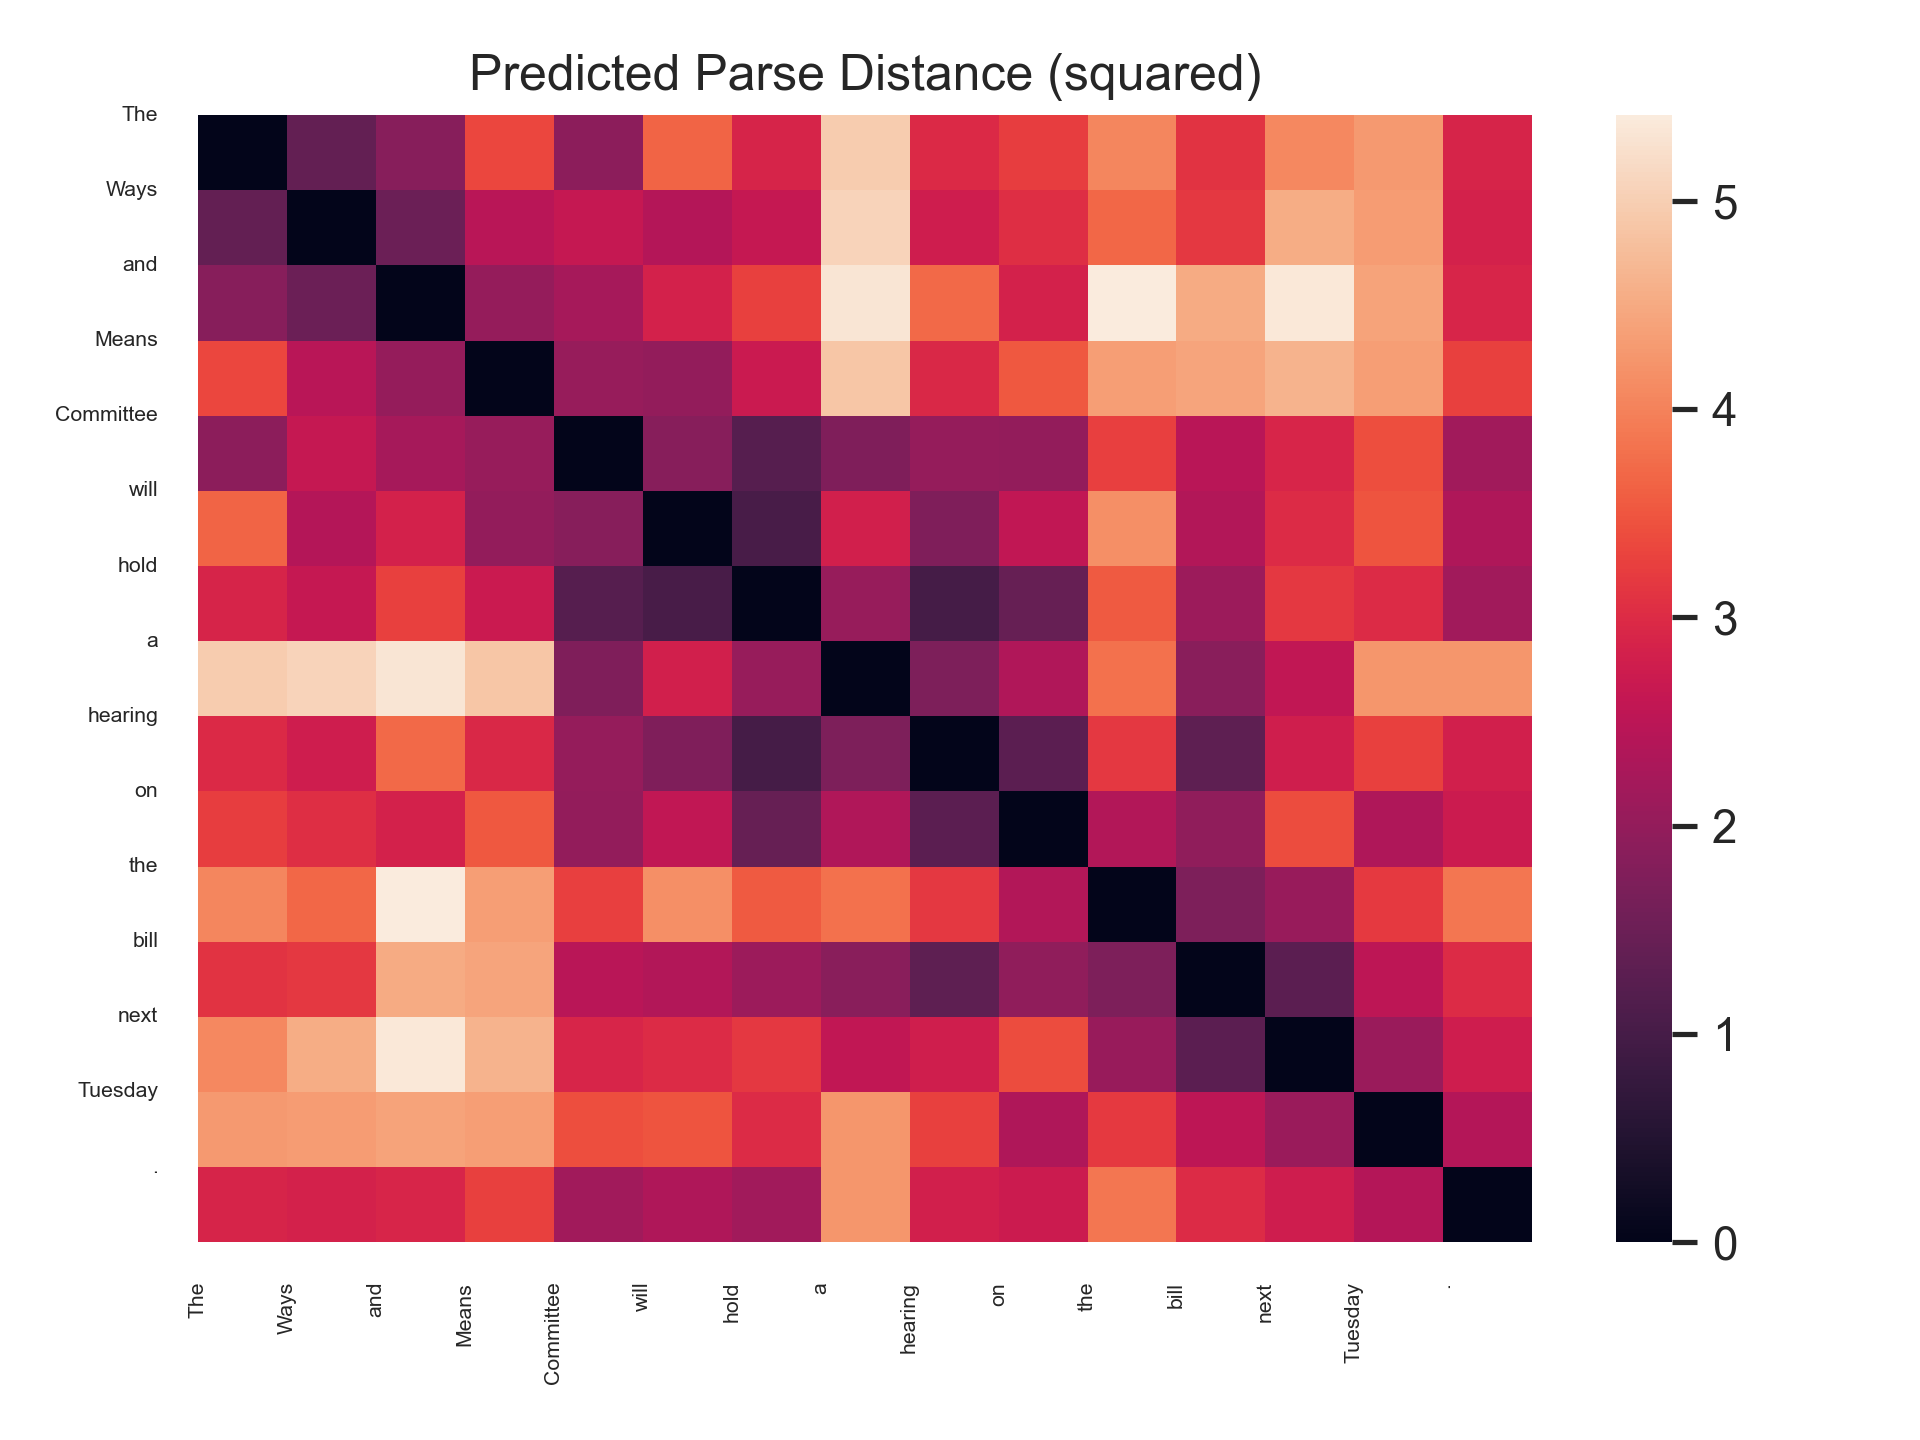 Predicted Parse Distance (squared)
The
Ways
and
Means
Committee
will
hold
a
hearing
on
the
bill
next
Tuesday
.
5
4
3
2
1
0
The
Ways
and
Means
Committee
will
hold
a
hearing
on
the
bill
next
Tuesday
.